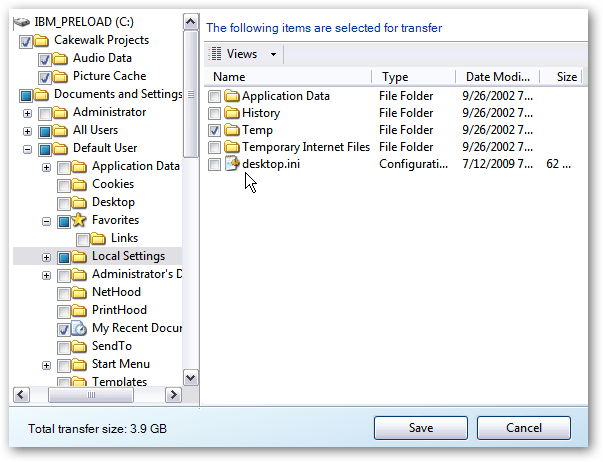 IBM_PRELOAD (C:)
Cakewalk Projects
Audio Data
Picture Cache
Documents and Settings
Administrator
All Users
Default User
Application Data
Cookies
Desktop
Favorites
Links
Local Settings
Administrator's D
NetHood
PrintHood
My Recent Docum
SendTo
Start Menu
Templates
The following items are selected for transfer
Views
Name Type Date Modi... Size
Application Data File Folder 9/26/2002 7...
History File Folder 9/26/2002 7...
Temp File Folder 9/26/2002 7...
Temporary Internet Files File Folder 9/26/2002 7...
desktop.ini Configurati... 7/12/2009 7... 62 ...
Total transfer size: 3.9 GB
Save Cancel